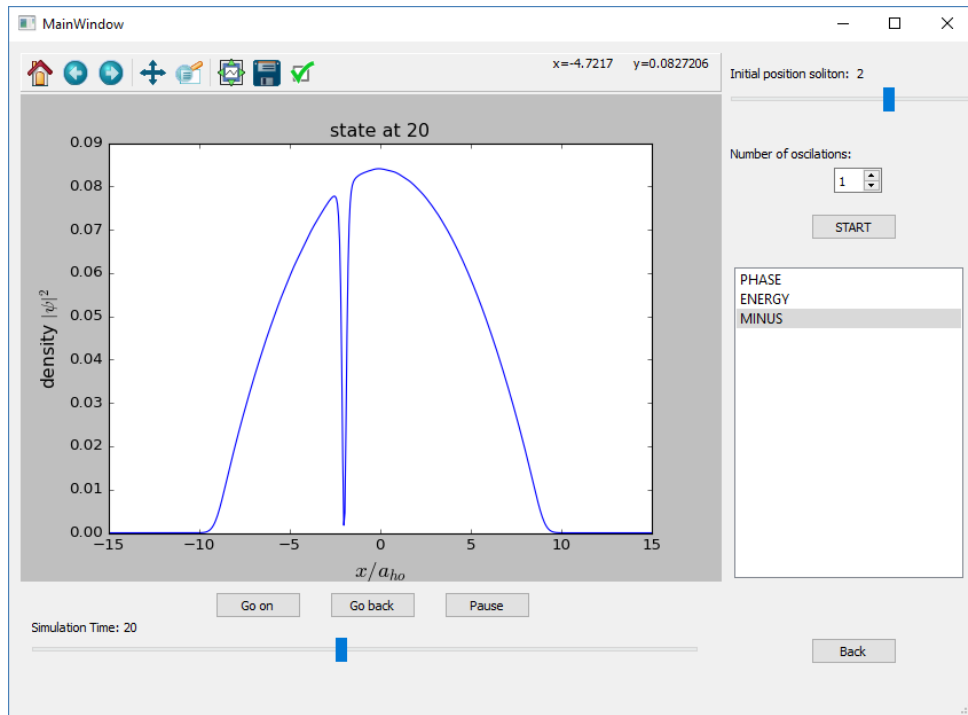 MainWindow
x=-4.7217 y=0.0827206
Initial position soliton: 2
state at 20
0.09
0.08
0.07
0.06
0.05
0.04
0.03
0.02
0.01
0.00
density |ψ|²
−15 −10 −5 0 5 10 15
x/a_{ho}
Number of oscilations:
1
START
PHASE
ENERGY
MINUS
Go on Go back Pause
Simulation Time: 20
Back